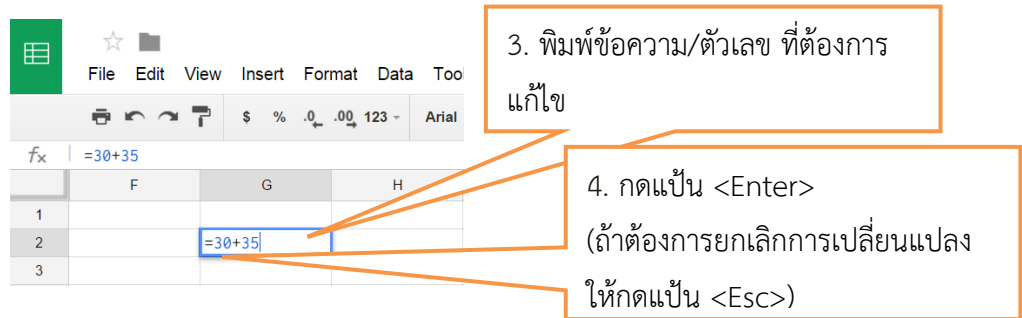 3. พิมพ์ข้อความ/ตัวเลข ที่ต้องการ
แก้ไข
File Edit View Insert Format Data Tool
$ % .0 .00 123 Arial
fx =30+35
F G H
1
2 =30+35
3
4. กดแป้น <Enter>
(ถ้าต้องการยกเลิกการเปลี่ยนแปลง
ให้กดแป้น <Esc>)